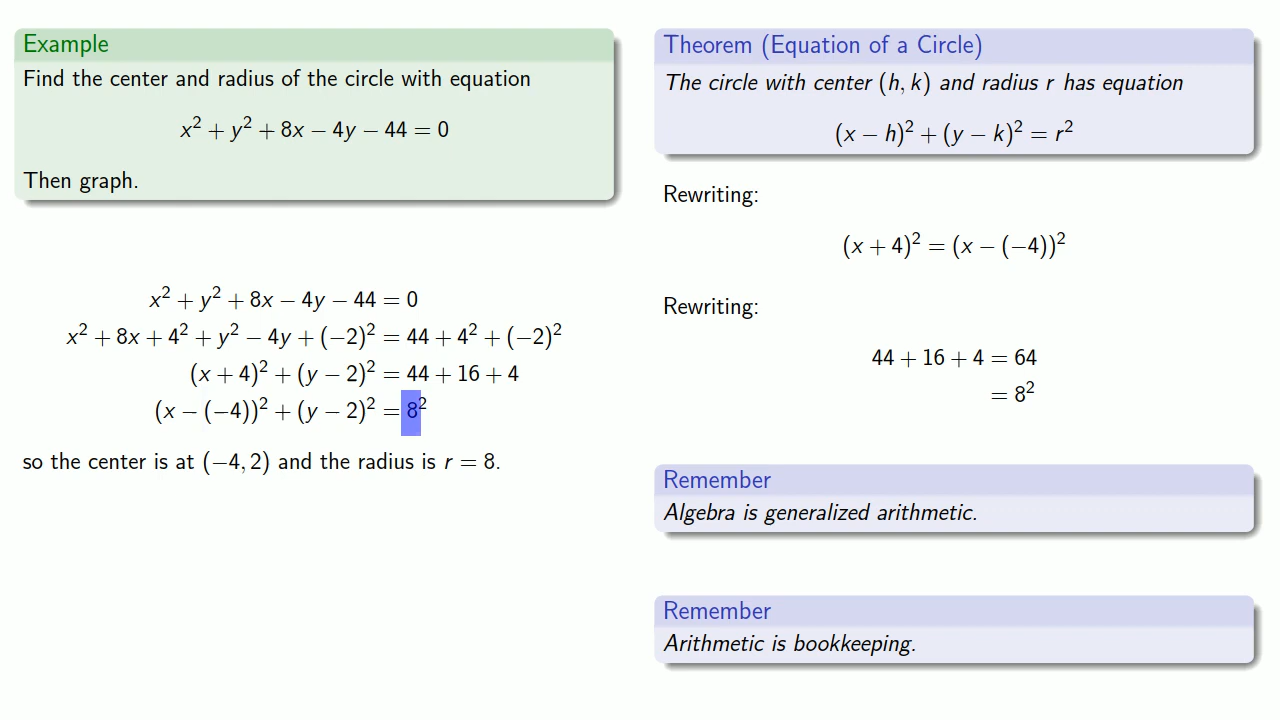 Example
Find the center and radius of the circle with equation
x² + y² + 8x − 4y − 44 = 0
Then graph.
x² + y² + 8x − 4y − 44 = 0
x² + 8x + 4² + y² − 4y + (−2)² = 44 + 4² + (−2)²
(x + 4)² + (y − 2)² = 44 + 16 + 4
(x − (−4))² + (y − 2)² = 8²
so the center is at (−4, 2) and the radius is r = 8.
Theorem (Equation of a Circle)
The circle with center (h, k) and radius r has equation
(x − h)² + (y − k)² = r²
Rewriting:
(x + 4)² = (x − (−4))²
Rewriting:
44 + 16 + 4 = 64
= 8²
Remember
Algebra is generalized arithmetic.
Remember
Arithmetic is bookkeeping.